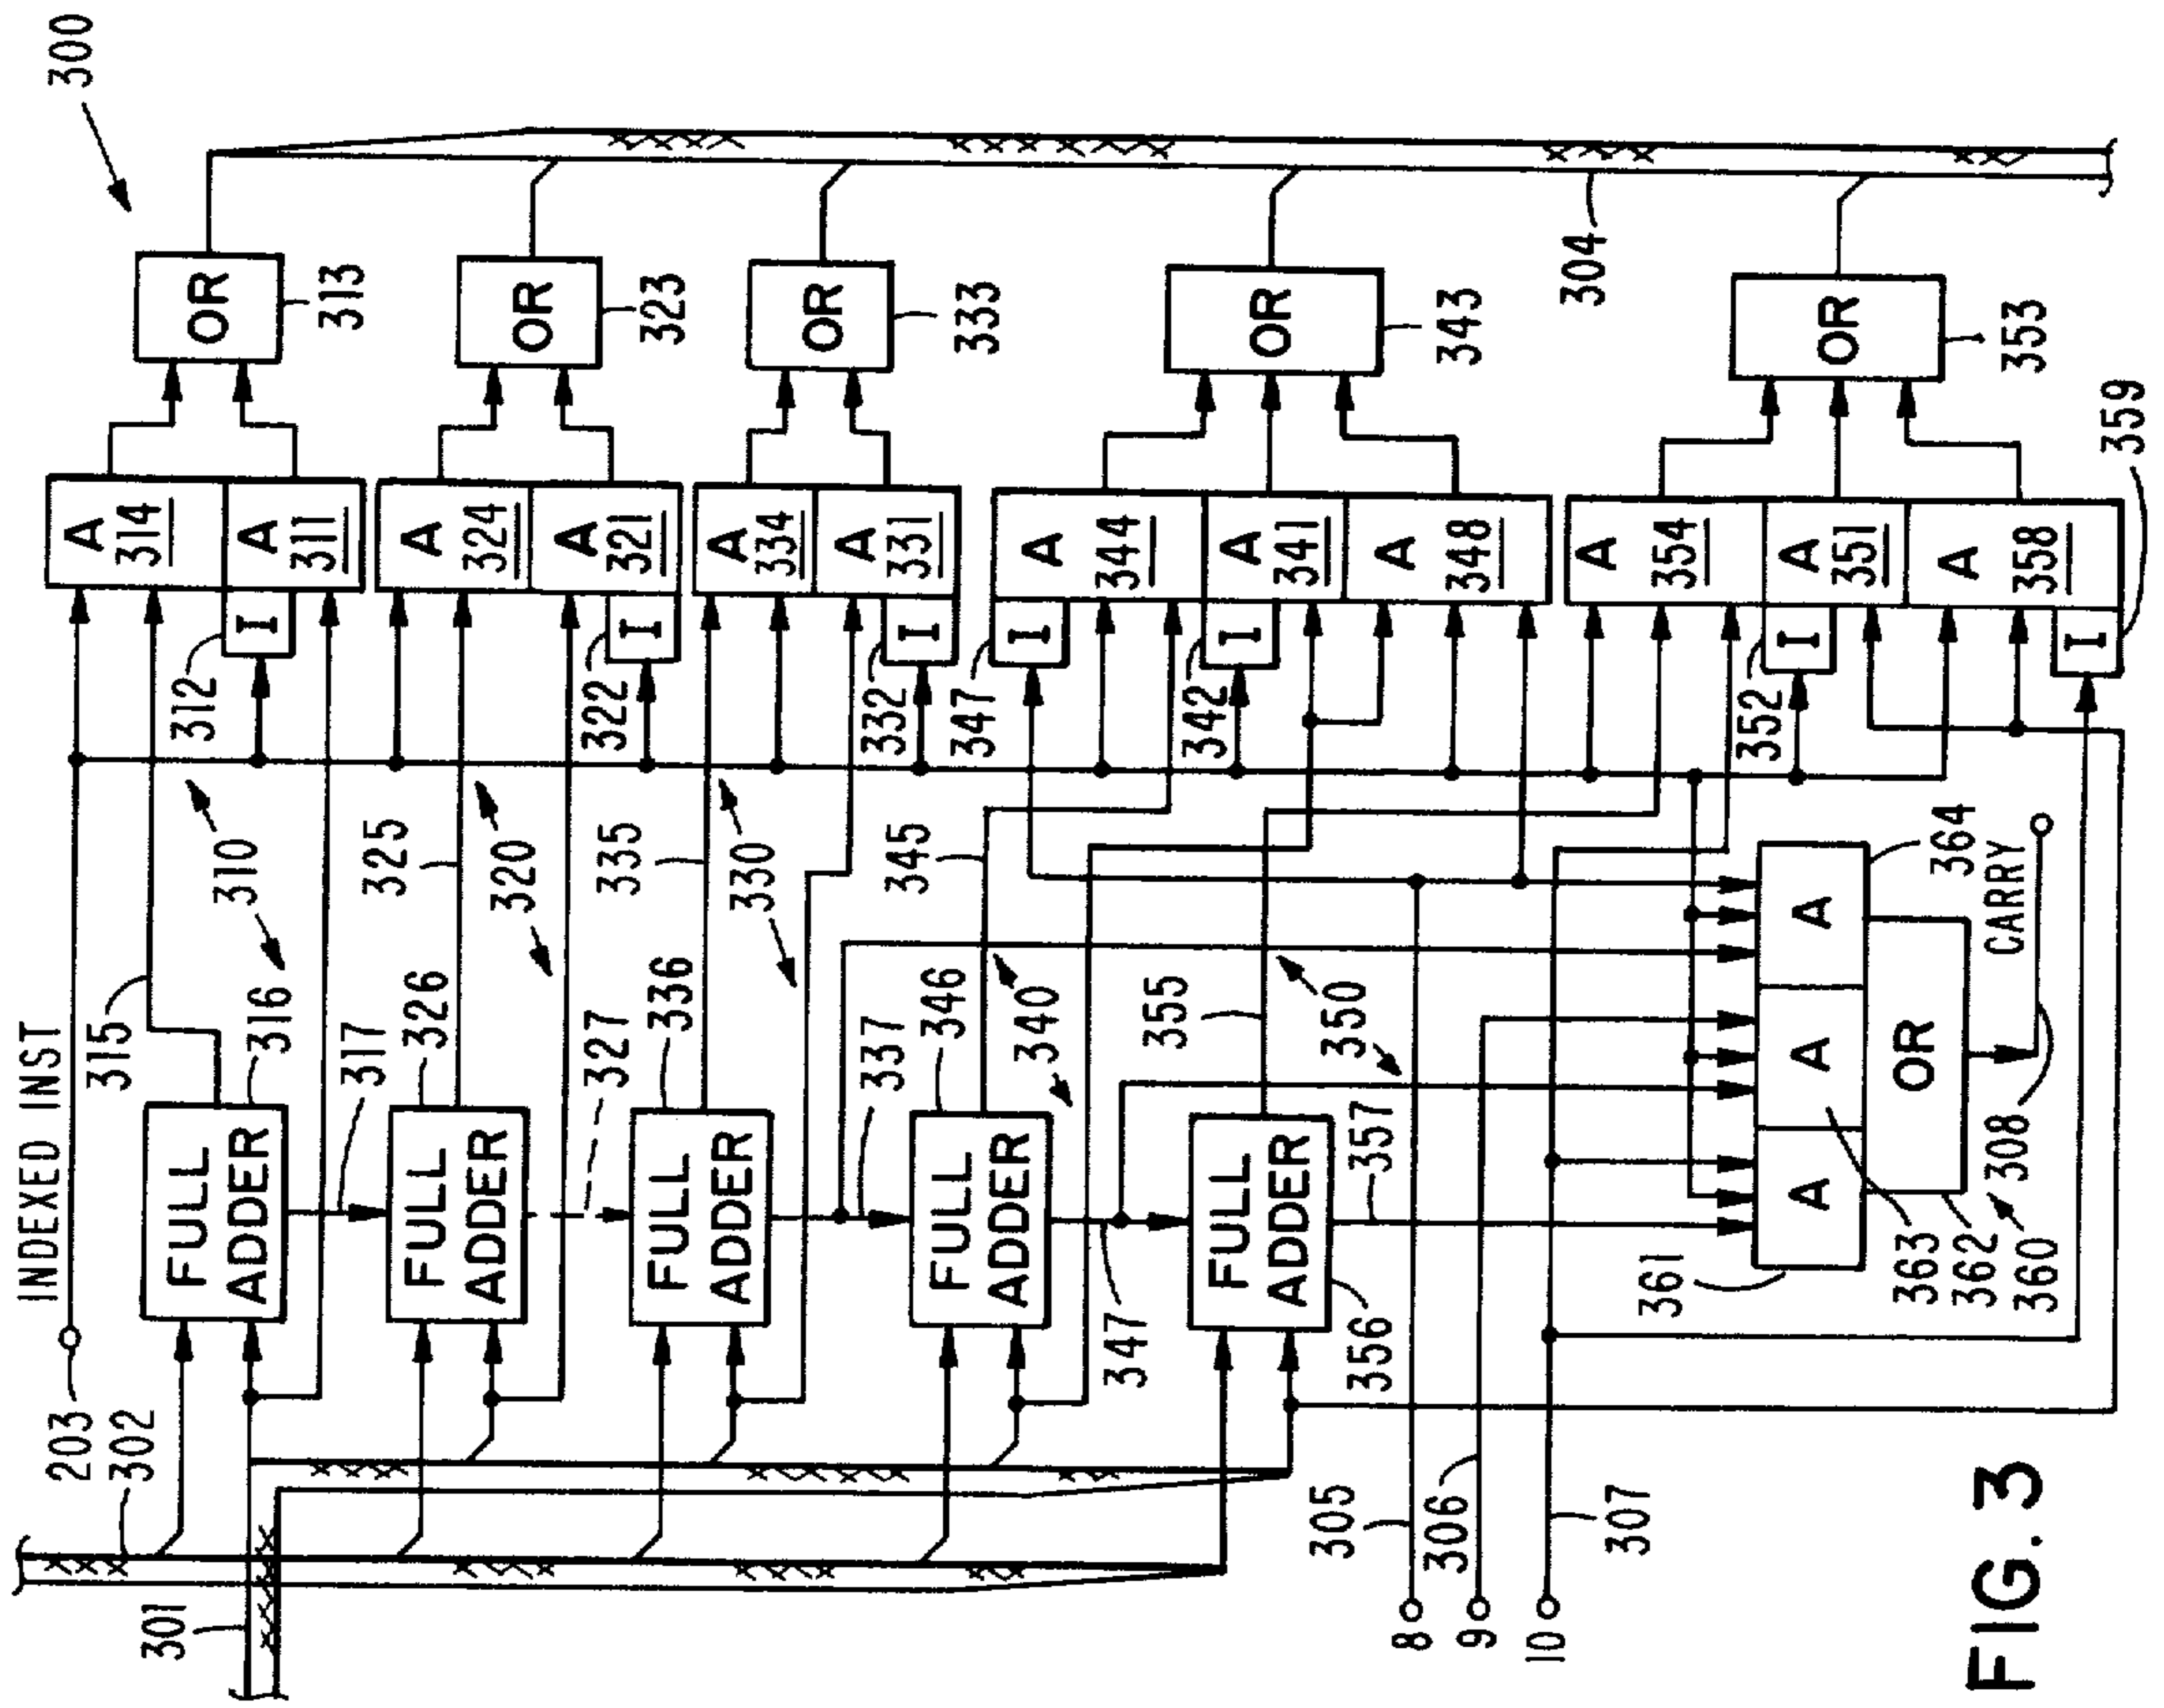 300
OR
313
OR
323
OR
333
OR
343
304
OR
353
359
A
314
A
311
A
324
A
321
A
334
A
331
A
344
A
341
A
348
A
354
A
351
A
358
312
I
322
I
332
I
347
I
342
I
352
I
I
310
325
320
335
330
345
340
355
350
364
CARRY
INDEXED INST
315
316
317
326
327
336
337
346
347
357
356
FULL
ADDER
FULL
ADDER
FULL
ADDER
FULL
ADDER
FULL
ADDER
A
A
A
OR
361
363
362
360
308
203
302
301
305
306
307
8
9
10
FIG. 3